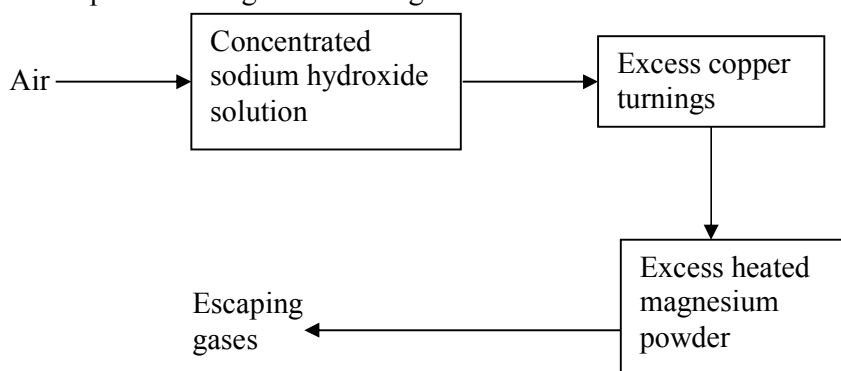 Air
Concentrated
sodium hydroxide
solution
Excess copper
turnings
Excess heated
magnesium
powder
Escaping
gases